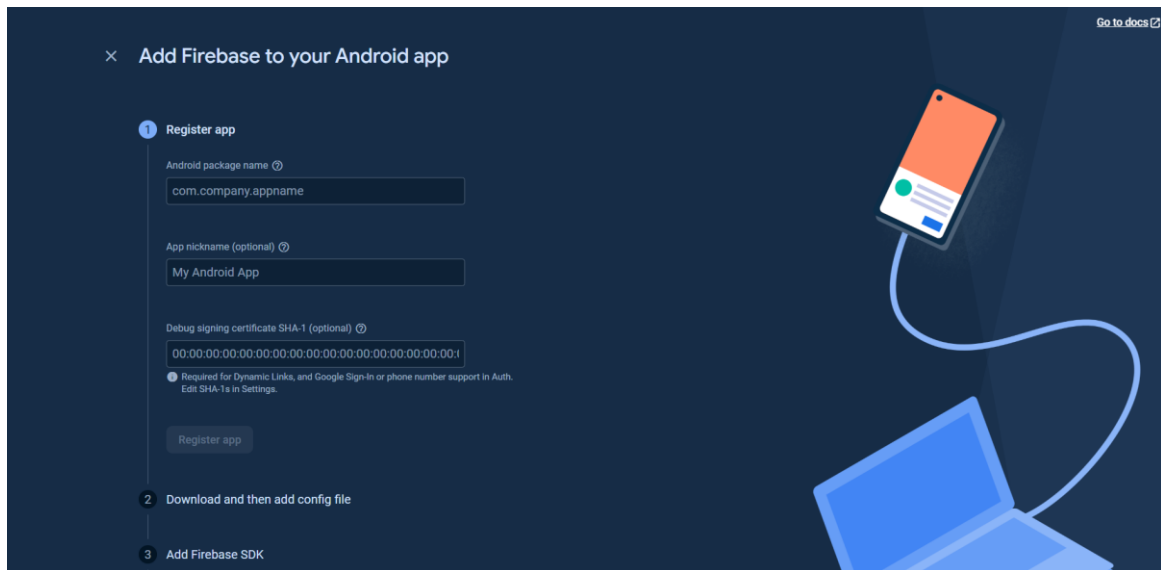 Go to docs
Add Firebase to your Android app
1 Register app
Android package name
com.company.appname
App nickname (optional)
My Android App
Debug signing certificate SHA-1 (optional)
00:00:00:00:00:00:00:00:00:00:00:00:00:00:00:00:00:
Required for Dynamic Links, and Google Sign-In or phone number support in Auth.
Edit SHA-1s in Settings.
Register app
2 Download and then add config file
3 Add Firebase SDK